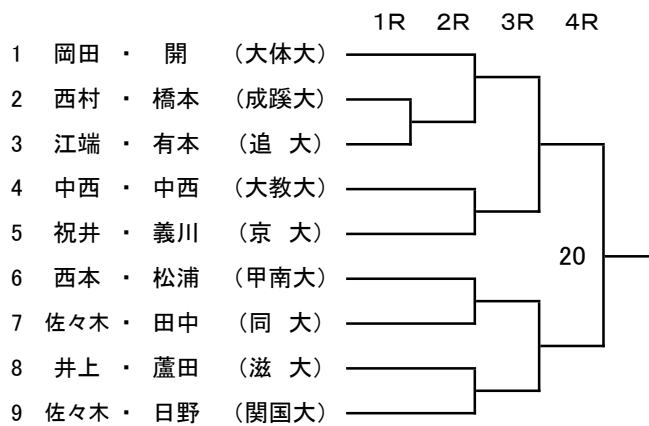 1R 2R 3R 4R
1 岡田 ・ 開 (大体大)
2 西村 ・ 橋本 (成蹊大)
3 江端 ・ 有本 (追 大)
4 中西 ・ 中西 (大教大)
5 祝井 ・ 義川 (京 大)
20
6 西本 ・ 松浦 (甲南大)
7 佐々木 ・ 田中 (同 大)
8 井上 ・ 蘆田 (滋 大)
9 佐々木 ・ 日野 (関国大)